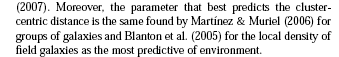 (2007). Moreover, the parameter that best predicts the cluster-
centric distance is the same found by Martínez & Muriel (2006) for
groups of galaxies and Blanton et al. (2005) for the local density of
field galaxies as the most predictive of environment.